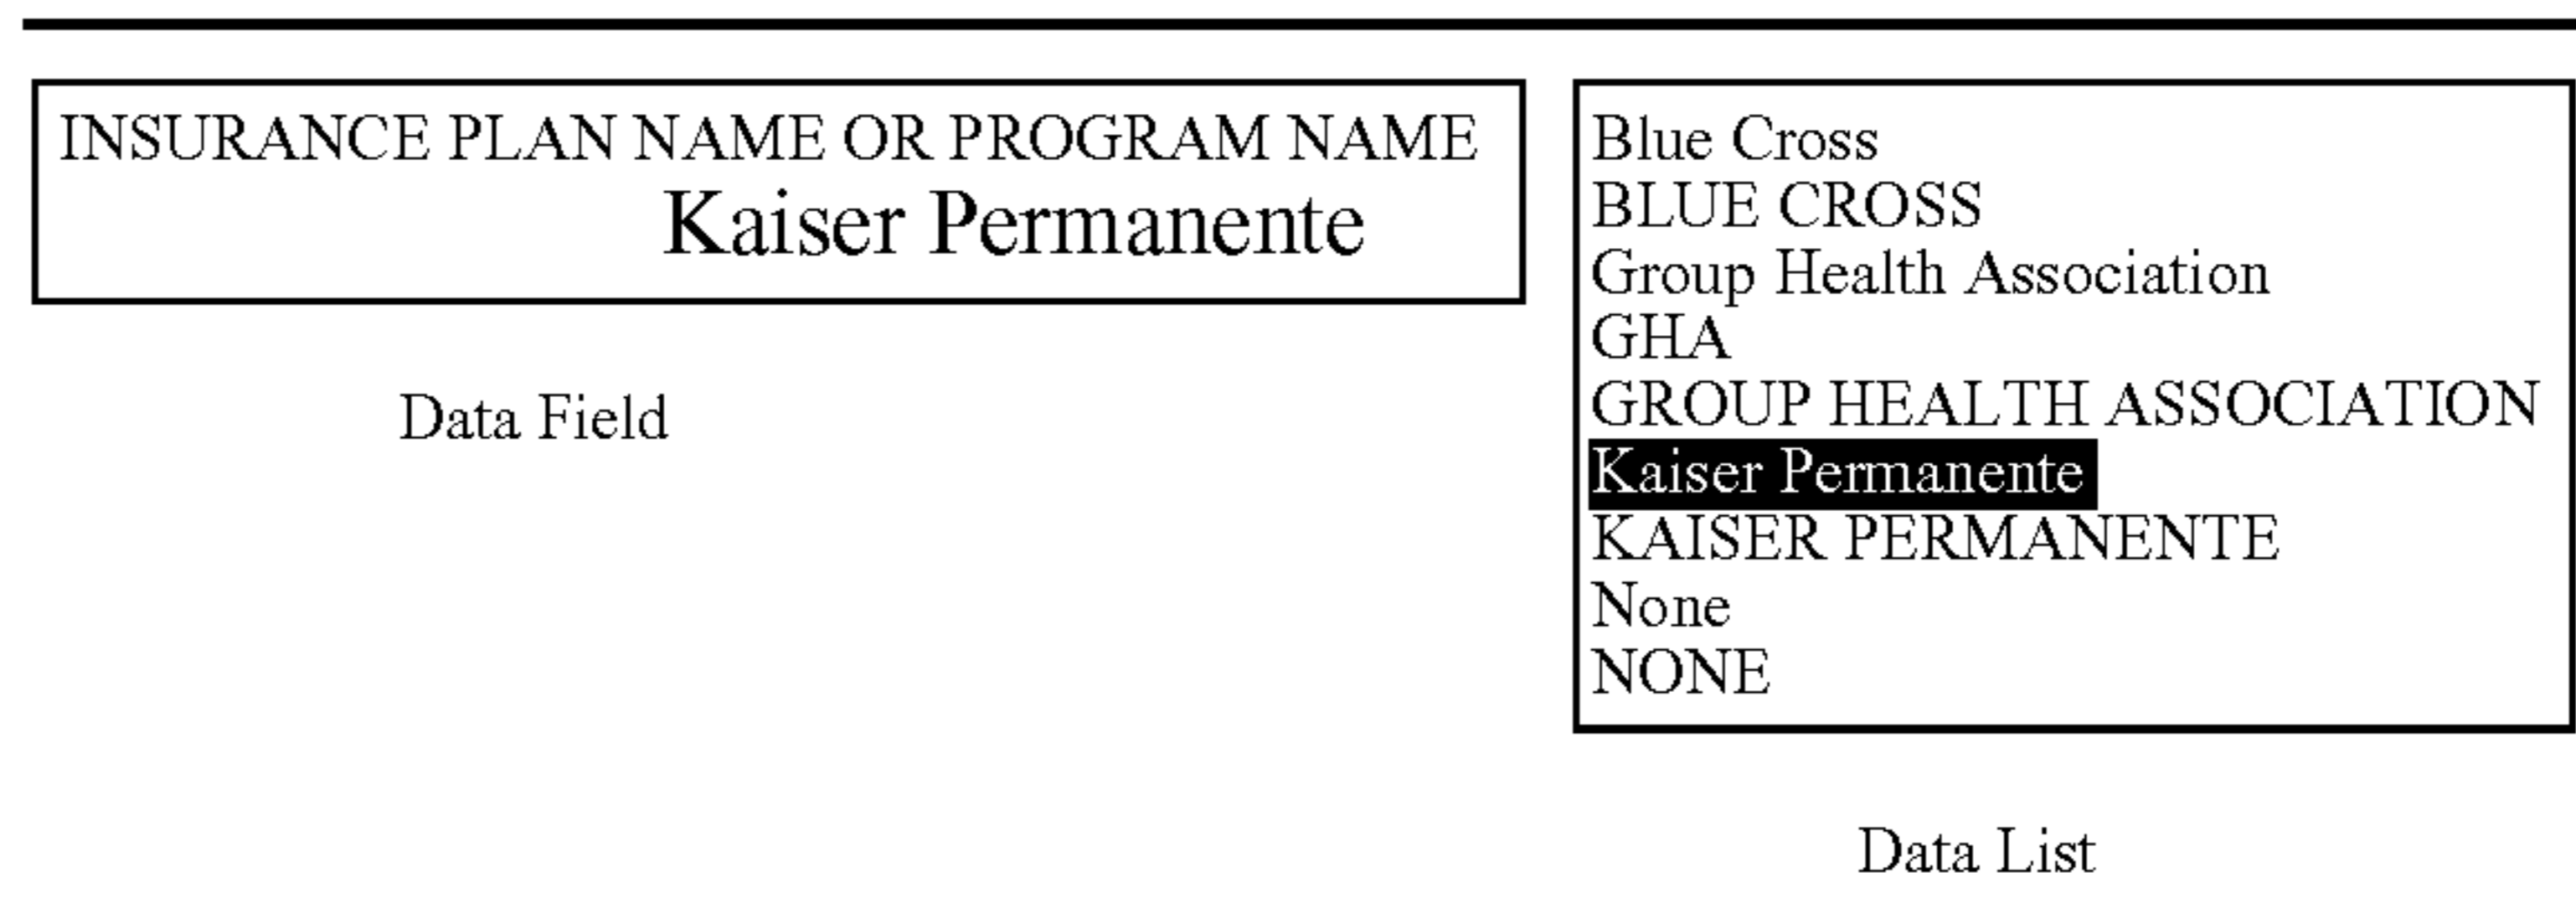 INSURANCE PLAN NAME OR PROGRAM NAME
Kaiser Permanente
Data Field
Blue Cross
BLUE CROSS
Group Health Association
GHA
GROUP HEALTH ASSOCIATION
Kaiser Permanente
KAISER PERMANENTE
None
NONE
Data List